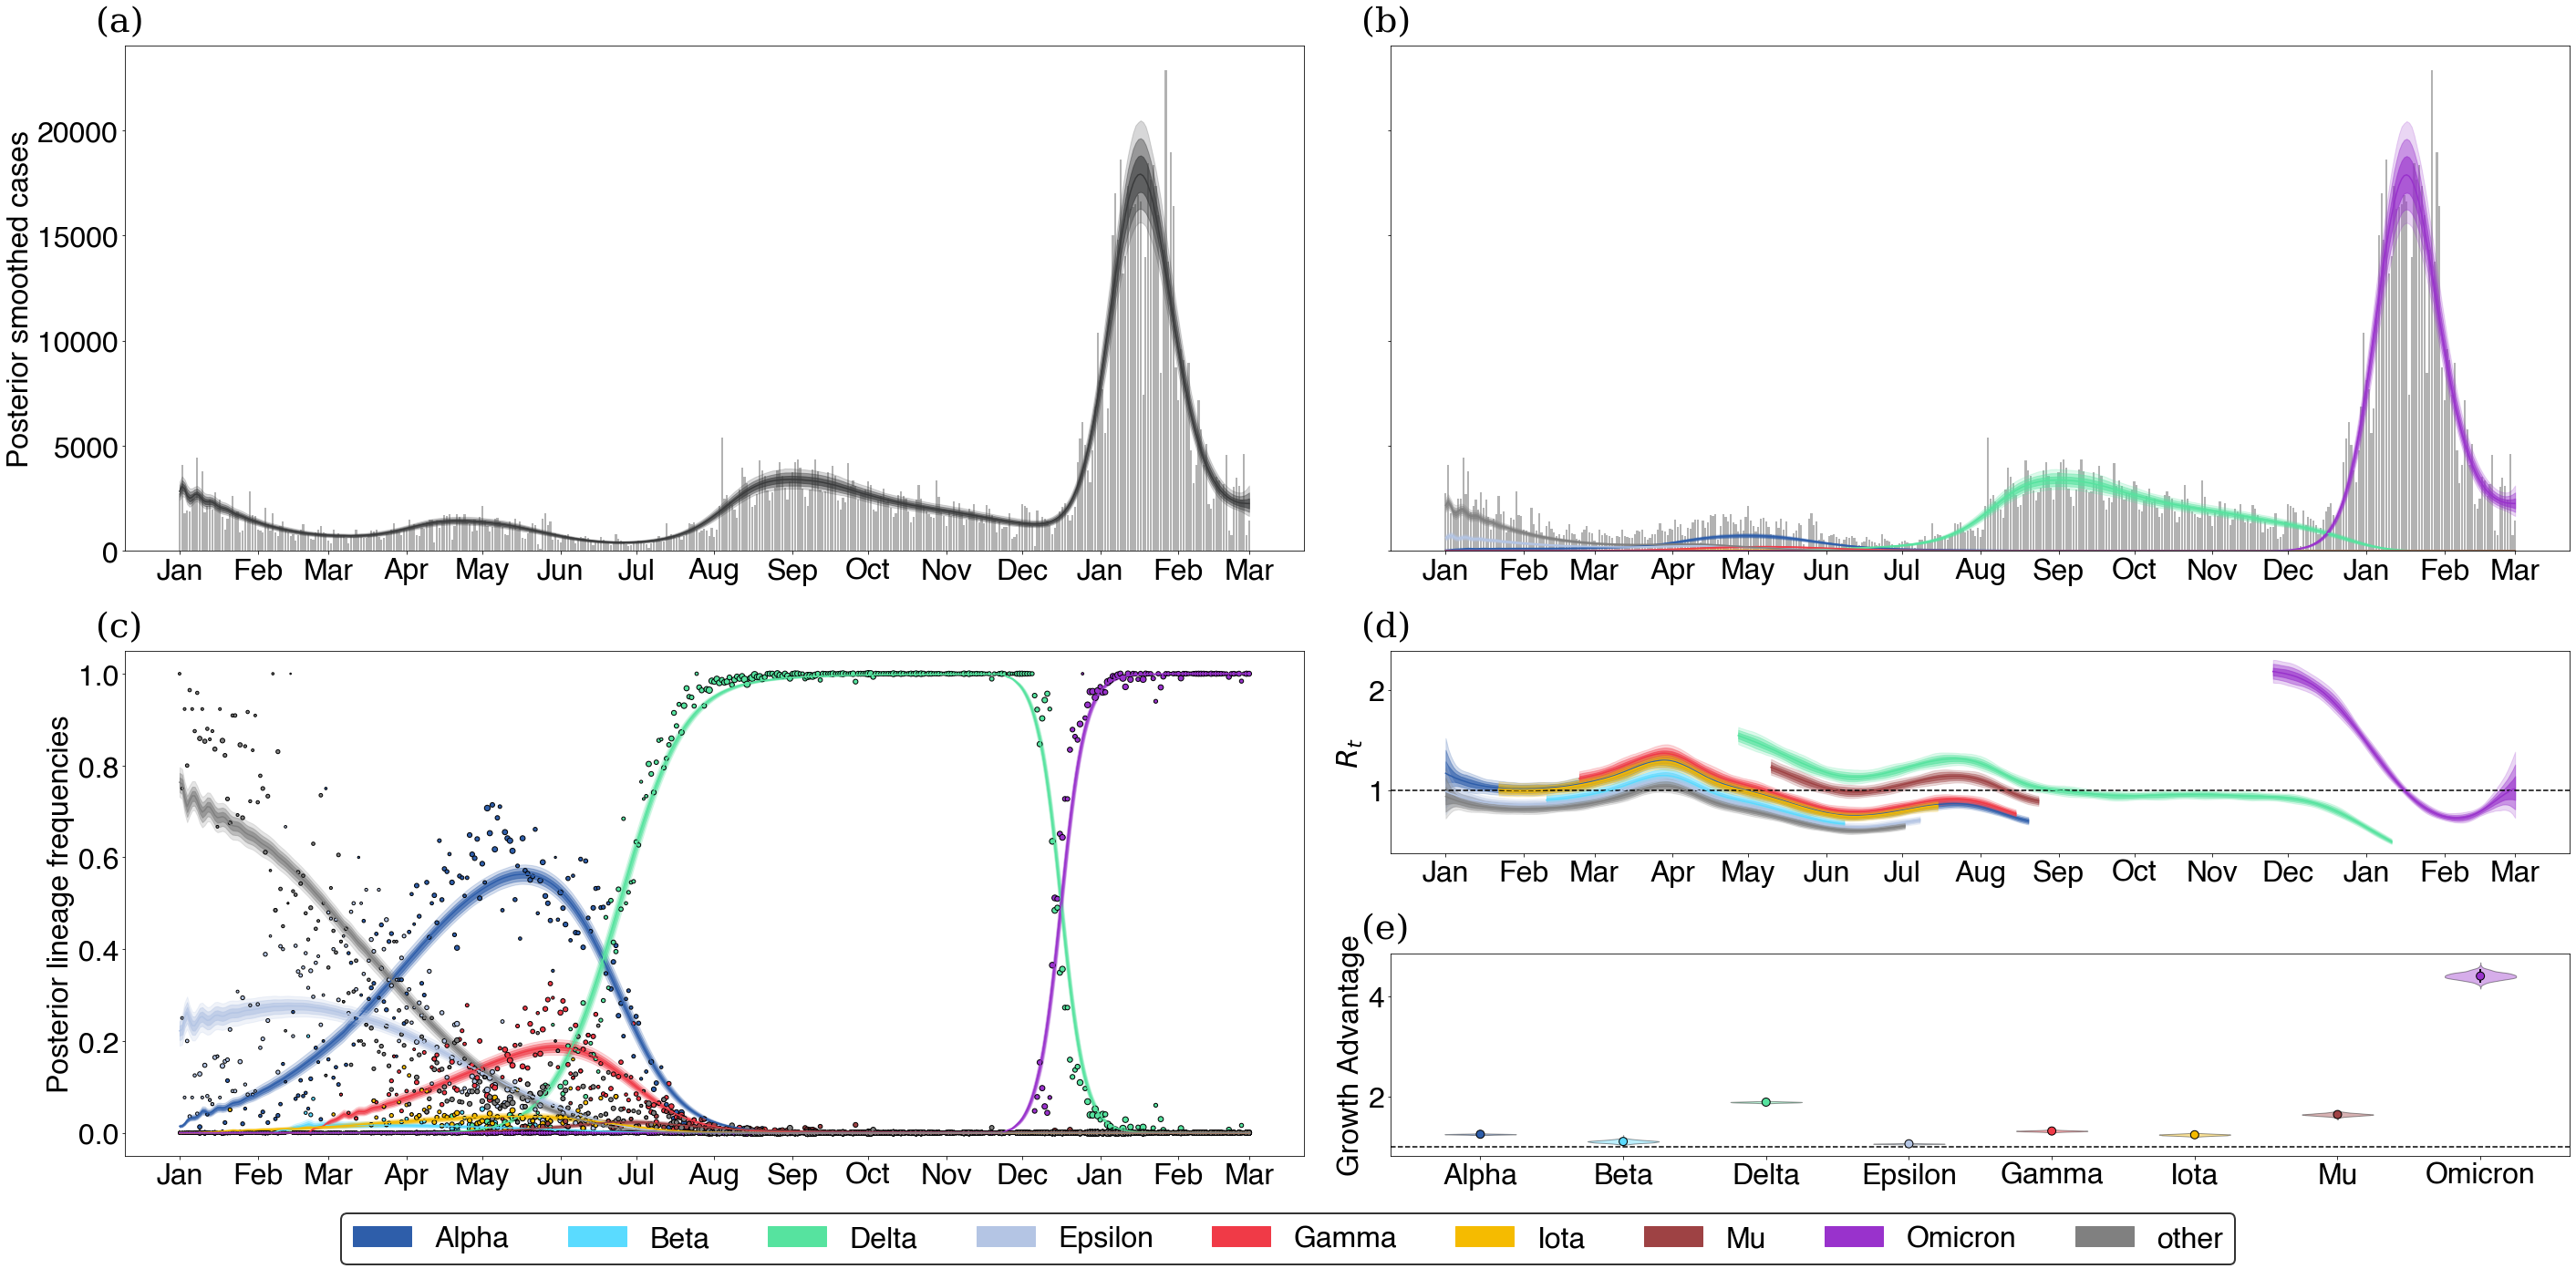 (a)
Posterior smoothed cases
20000
15000
10000
5000
0
Jan Feb Mar Apr May Jun Jul Aug Sep Oct Nov Dec Jan Feb Mar
(b)
Jan Feb Mar Apr May Jun Jul Aug Sep Oct Nov Dec Jan Feb Mar
(c)
Posterior lineage frequencies
1.0
0.8
0.6
0.4
0.2
0.0
Jan Feb Mar Apr May Jun Jul Aug Sep Oct Nov Dec Jan Feb Mar
(d)
R_t
2
1
Jan Feb Mar Apr May Jun Jul Aug Sep Oct Nov Dec Jan Feb Mar
(e)
Growth Advantage
4
2
Alpha Beta Delta Epsilon Gamma Iota Mu Omicron
Alpha Beta Delta Epsilon Gamma Iota Mu Omicron other